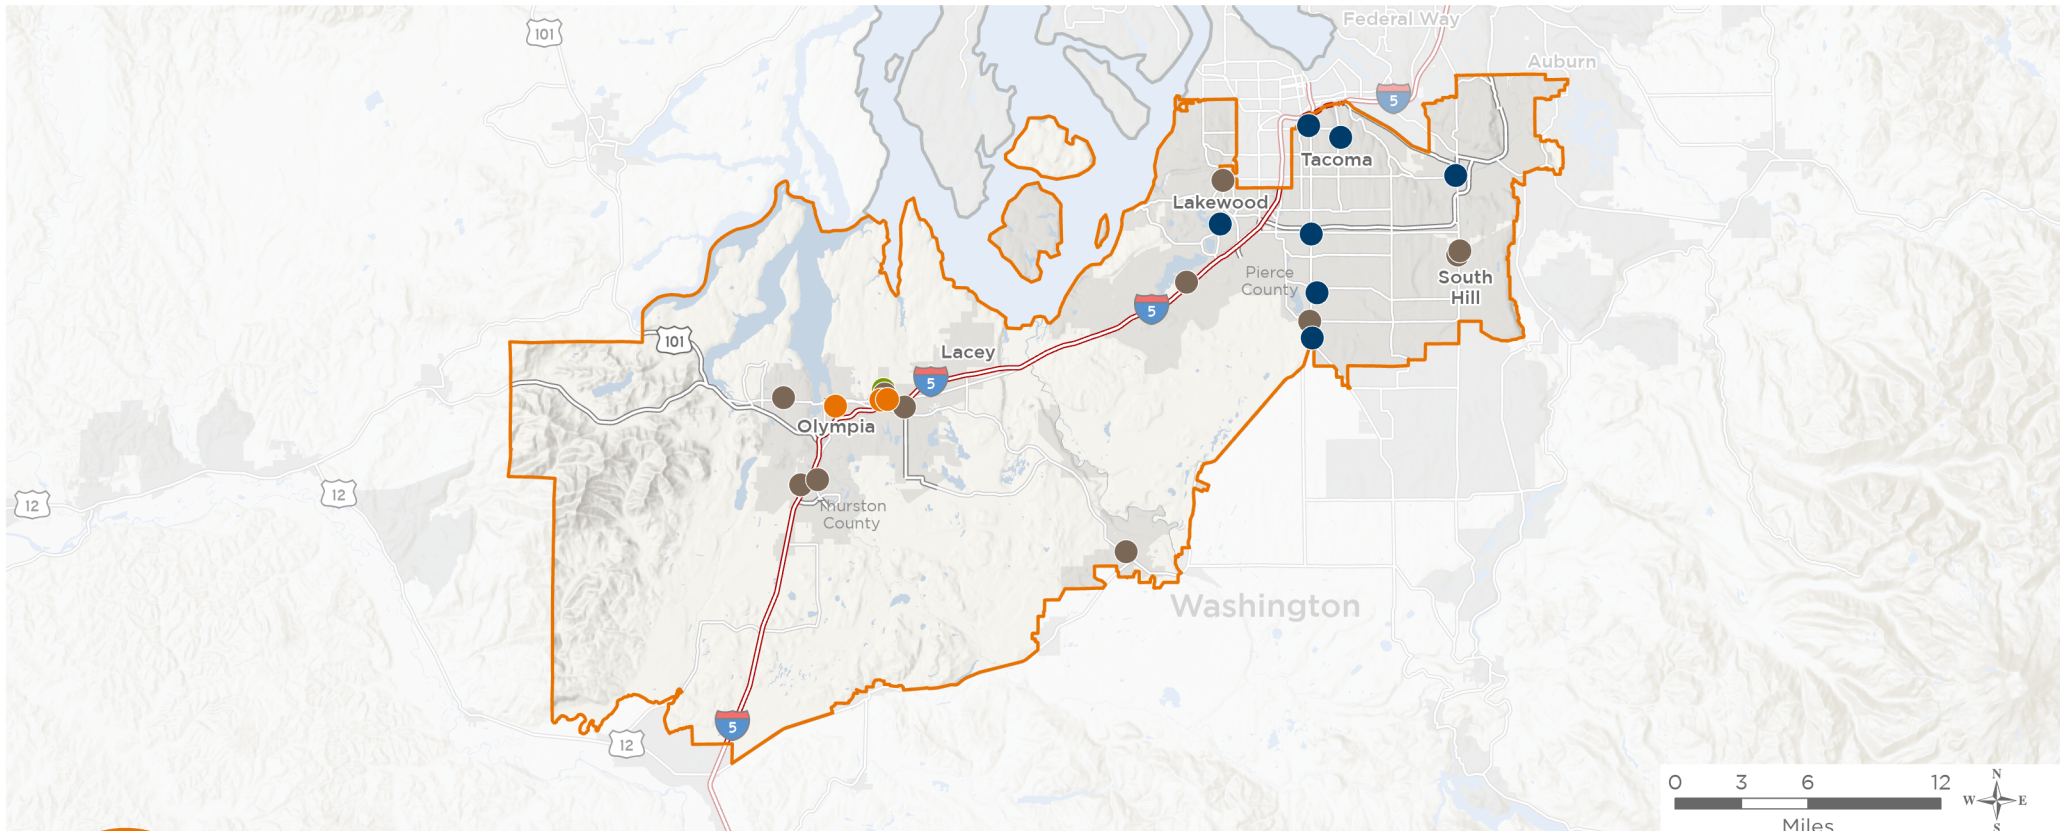 Federal Way
101
Auburn
5
Tacoma
Lakewood
Pierce
County
South
Hill
5
101
Lacey
5
Olympia
12
12
Thurston
County
Washington
5
12
0 3 6 12
Miles
N
W E
S